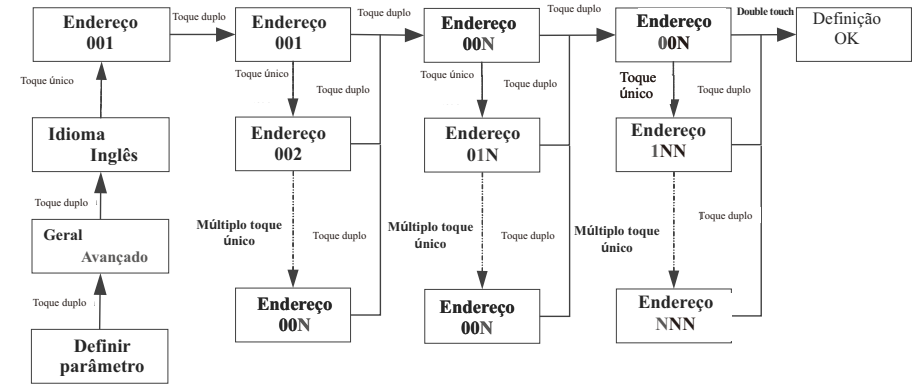 Endereço
001
Toque duplo
Endereço
001
Toque duplo
Endereço
00N
Toque duplo
Endereço
00N
Double touch
Definição
OK
Toque único
Toque único
Toque duplo
Toque único
Toque duplo
Toque
único
Toque duplo
Idioma
Inglês
Endereço
002
Endereço
01N
Endereço
1NN
Toque duplo
Geral
Avançado
Múltiplo toque
único
Toque duplo
Múltiplo toque
único
Toque duplo
Múltiplo toque
único
Toque duplo
Toque duplo
Endereço
00N
Endereço
00N
Endereço
NNN
Definir
parâmetro